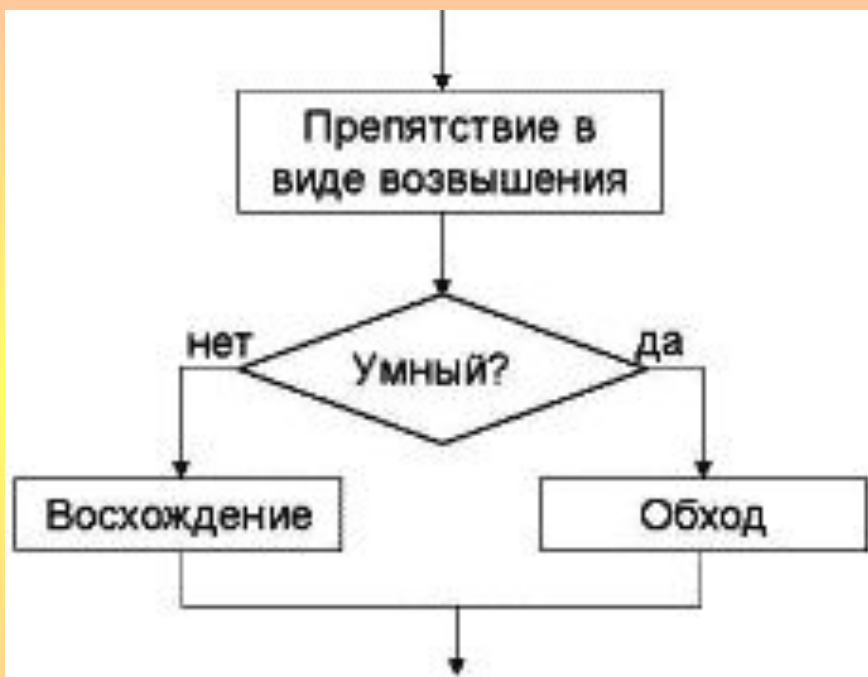 Препятствие в
виде возвышения
нет
да
Умный?
Восхождение
Обход